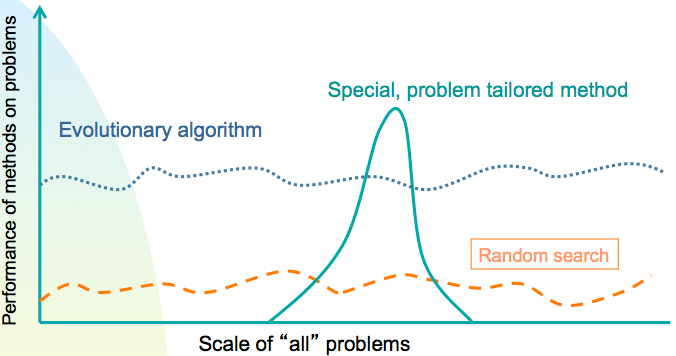 Performance of methods on problems
Special, problem tailored method
Evolutionary algorithm
Random search
Scale of “all” problems